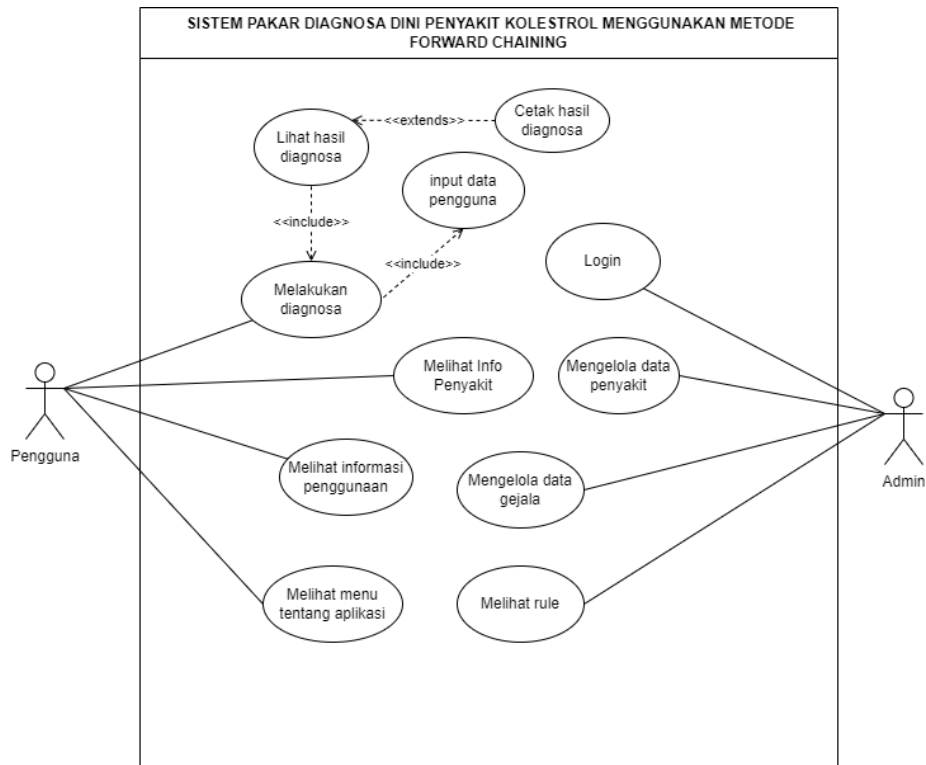 SISTEM PAKAR DIAGNOSA DINI PENYAKIT KOLESTROL MENGGUNAKAN METODE
FORWARD CHAINING
Cetak hasil
diagnosa
<<extends>>
Lihat hasil
diagnosa
input data
pengguna
<<include>>
<<include>>
Login
Melakukan
diagnosa
Melihat Info
Penyakit
Mengelola data
penyakit
Pengguna
Melihat informasi
penggunaan
Mengelola data
gejala
Admin
Melihat menu
tentang aplikasi
Melihat rule